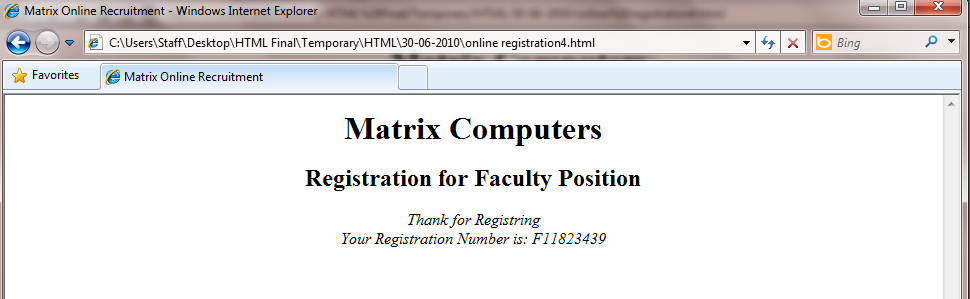 Matrix Online Recruitment - Windows Internet Explorer
C:\Users\Staff\Desktop\HTML Final\Temporary\HTML\30-06-2010\online registration4.html
Bing
Favorites
Matrix Online Recruitment
Matrix Computers
Registration for Faculty Position
Thank for Registring
Your Registration Number is: F11823439